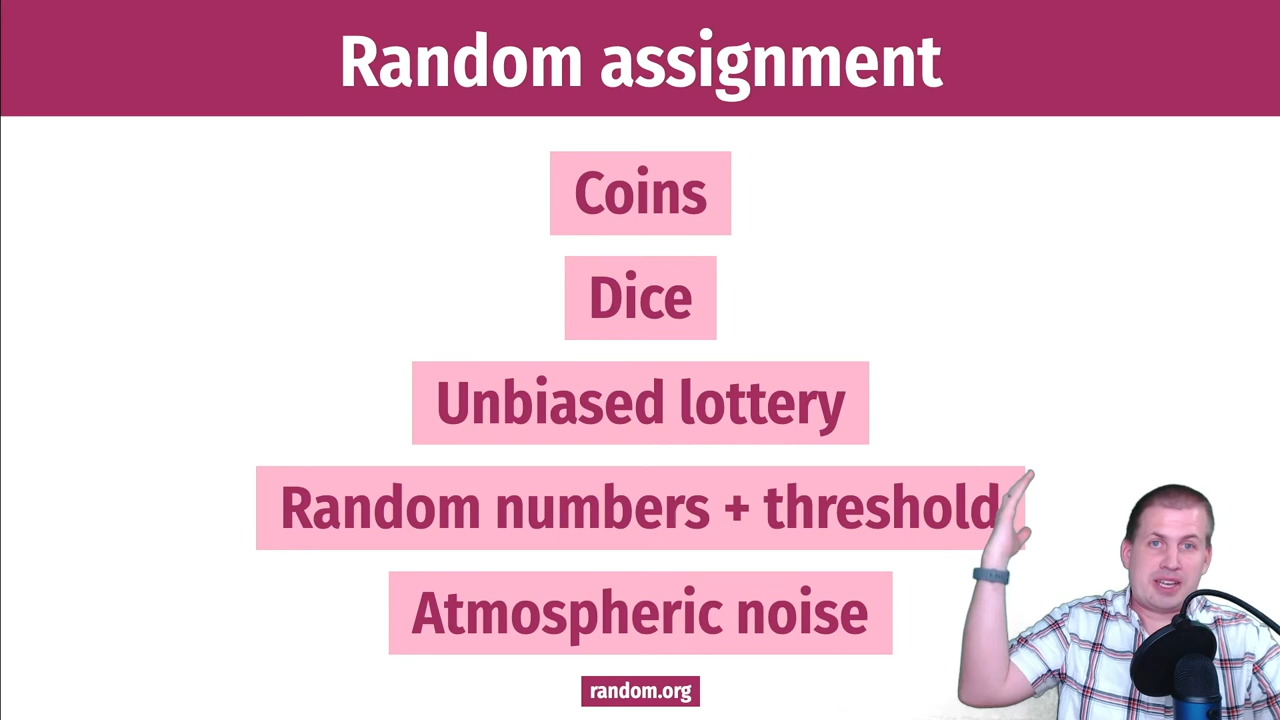 Random assignment
Coins
Dice
Unbiased lottery
Random numbers + threshold
Atmospheric noise
random.org